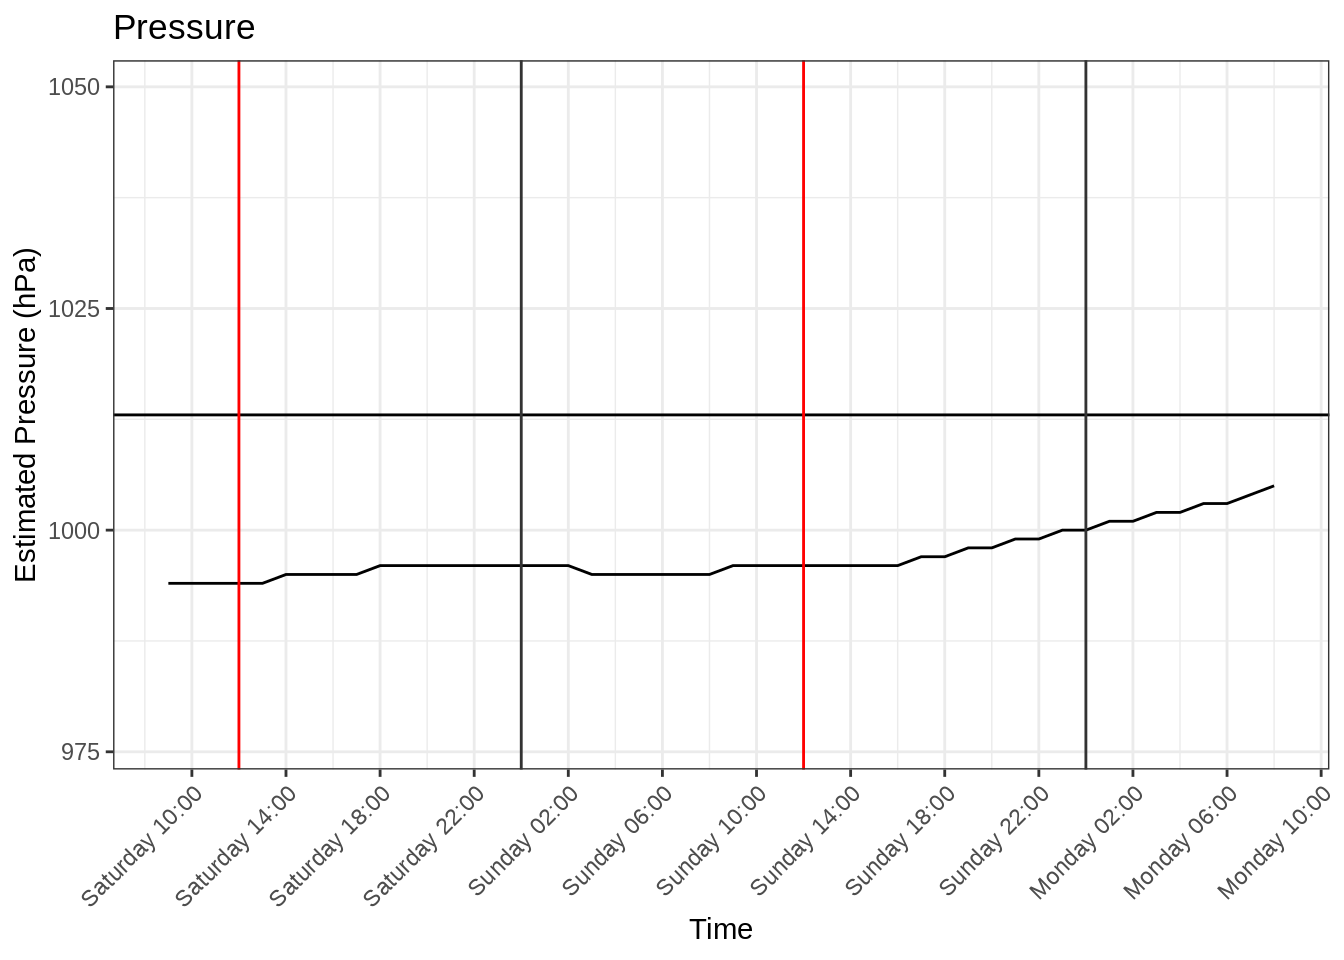 Pressure
Estimated Pressure (hPa)
1050
1025
1000
975
Saturday 10:00
Saturday 14:00
Saturday 18:00
Saturday 22:00
Sunday 02:00
Sunday 06:00
Sunday 10:00
Sunday 14:00
Sunday 18:00
Sunday 22:00
Monday 02:00
Monday 06:00
Monday 10:00
Time